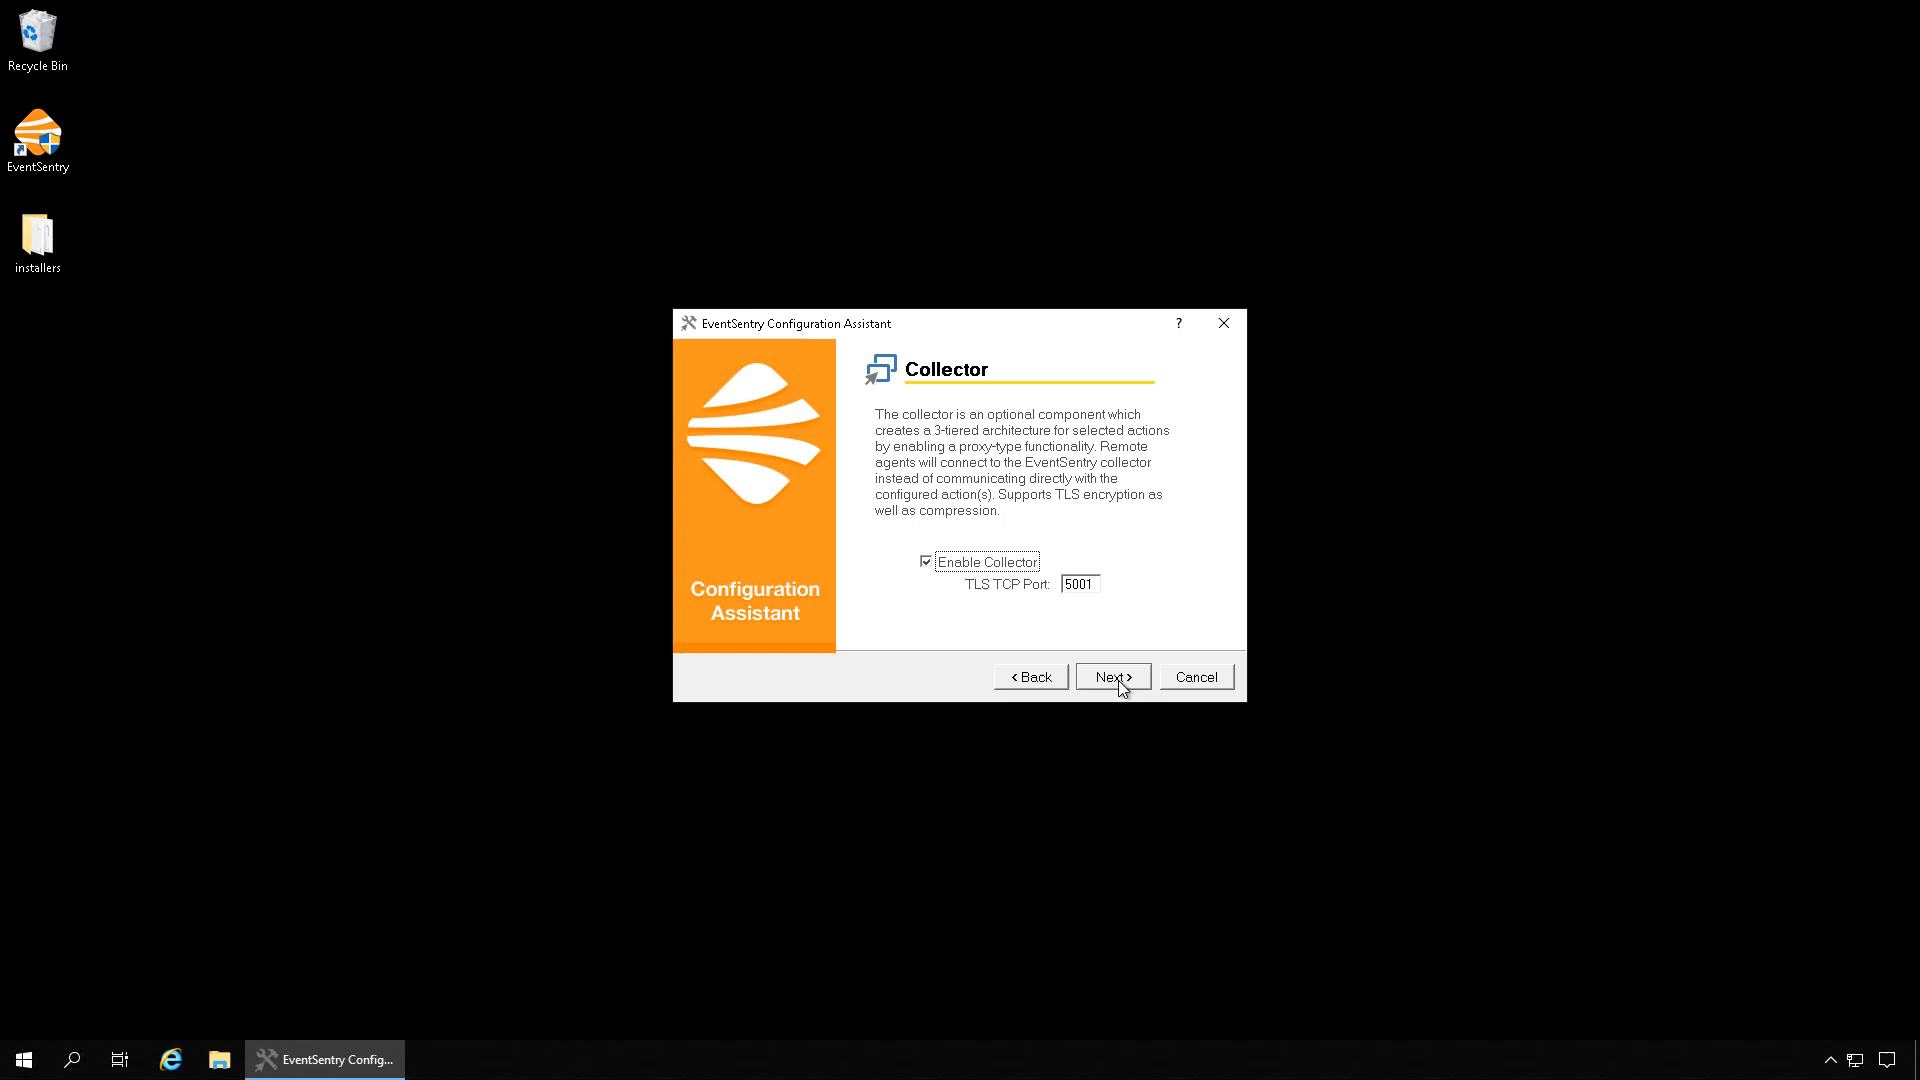 Recycle Bin
EventSentry
installers
EventSentry Configuration Assistant
?
Collector
The collector is an optional component which
creates a 3-tiered architecture for selected actions
by enabling a proxy-type functionality. Remote
agents will connect to the EventSentry collector
instead of communicating directly with the
configured action(s). Supports TLS encryption as
well as compression.
Enable Collector
TLS TCP Port: 5001
Configuration
Assistant
< Back
Next >
Cancel
EventSentry Config...